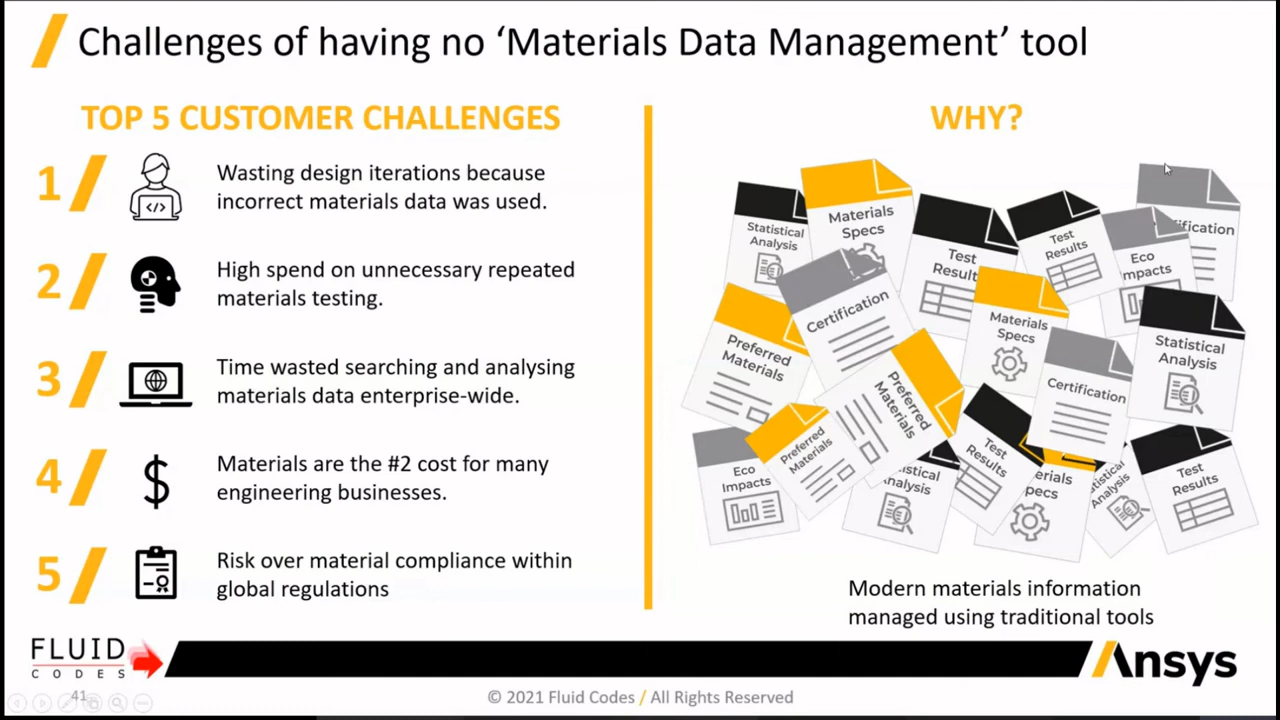 Challenges of having no ‘Materials Data Management’ tool
TOP 5 CUSTOMER CHALLENGES
1
Wasting design iterations because
incorrect materials data was used.
2
High spend on unnecessary repeated
materials testing.
3
Time wasted searching and analysing
materials data enterprise-wide.
4
Materials are the #2 cost for many
engineering businesses.
5
Risk over material compliance within
global regulations
WHY?
Statistical
Analysis
Materials
Specs
Test
Results
Test
Results
Eco
Impacts
Certification
Preferred
Materials
Materials
Specs
Statistical
Analysis
Certification
Preferred
Materials
Preferred
Materials
Test
Results
Eco
Impacts
Analysis
Analysis
Test
Results
Modern materials information
managed using traditional tools
FLUID
CODES
Ansys
41
© 2021 Fluid Codes / All Rights Reserved